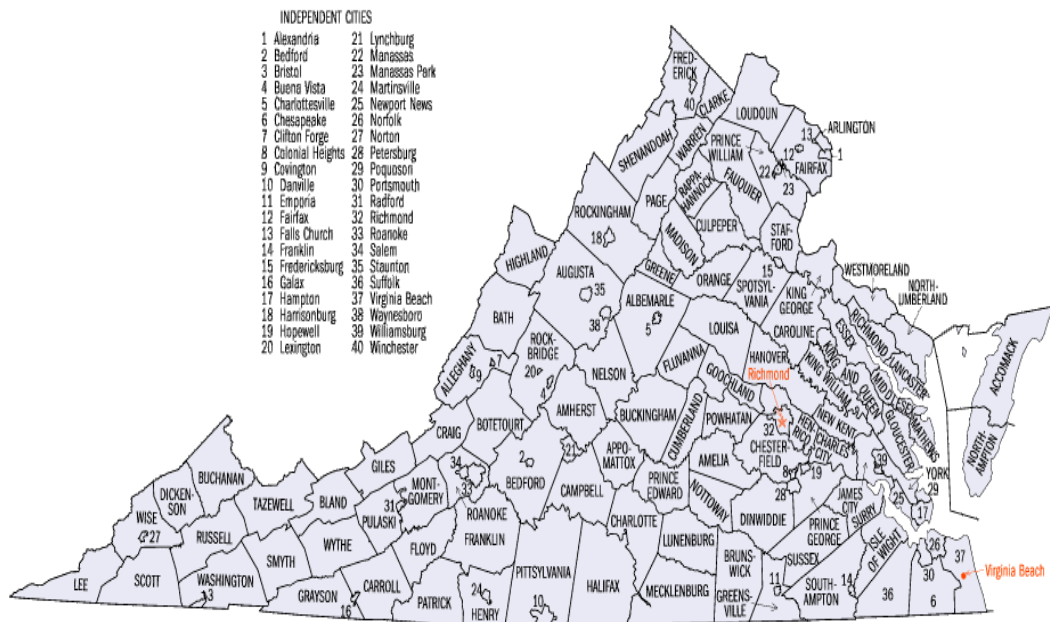 INDEPENDENT CITIES
1 Alexandria
2 Bedford
3 Bristol
4 Buena Vista
5 Charlottesville
6 Chesapeake
7 Clifton Forge
8 Colonial Heights
9 Covington
10 Danville
11 Emporia
12 Fairfax
13 Falls Church
14 Franklin
15 Fredericksburg
16 Galax
17 Hampton
18 Harrisonburg
19 Hopewell
20 Lexington
21 Lynchburg
22 Manassas
23 Manassas Park
24 Martinsville
25 Newport News
26 Norfolk
27 Norton
28 Petersburg
29 Poquoson
30 Portsmouth
31 Radford
32 Richmond
33 Roanoke
34 Salem
35 Staunton
36 Suffolk
37 Virginia Beach
38 Waynesboro
39 Williamsburg
40 Winchester
FRED-
ERICK
40
CLARKE
LOUDOUN
WARREN
SHENANDOAH
PRINCE
WILLIAM
13
ARLINGTON
12
1
FAIRFAX
22
23
FAUQUIER
RAPPA-
HANNOCK
PAGE
ROCKINGHAM
18
CULPEPER
MADISON
STAF-
FORD
HIGHLAND
GREENE
AUGUSTA
35
38
ORANGE
15
SPOTSYL-
VANIA
KING
GEORGE
WESTMORELAND
NORTH-
UMBERLAND
ALBEMARLE
5
BATH
LOUISA
CAROLINE
ESSEX
RICHMOND
LANCASTER
ACCOMACK
ROCK-
BRIDGE
20
4
ALLEGHANY
7
9
NELSON
FLUVANNA
HANOVER
Richmond
GOOCHLAND
KING WILLIAM
KING AND
QUEEN
MIDDLESEX
MATHEWS
GLOUCESTER
NORTH-
AMPTON
AMHERST
BUCKINGHAM
CUMBERLAND
POWHATAN
32
HEN-
RICO
NEW KENT
CHARLES
CITY
CHESTER-
FIELD
BOTETOURT
CRAIG
APPO-
MATTOX
21
AMELIA
8
19
39
YORK
29
GILES
34
33
2
BEDFORD
CAMPBELL
PRINCE
EDWARD
NOTTOWAY
28
JAMES
CITY
25
17
BUCHANAN
DICKEN-
SON
TAZEWELL
BLAND
MONT-
GOMERY
31
PULASKI
ROANOKE
CHARLOTTE
DINWIDDIE
PRINCE
GEORGE
SURRY
WISE
27
RUSSELL
WYTHE
FLOYD
FRANKLIN
LUNENBURG
ISLE
OF WIGHT
26
37
SMYTH
PITTSYLVANIA
BRUNS-
WICK
SUSSEX
30
Virginia Beach
LEE
SCOTT
WASHINGTON
3
GRAYSON
16
CARROLL
PATRICK
24
HENRY
10
HALIFAX
MECKLENBURG
GREENS-
VILLE
11
SOUTH-
AMPTON
14
36
6